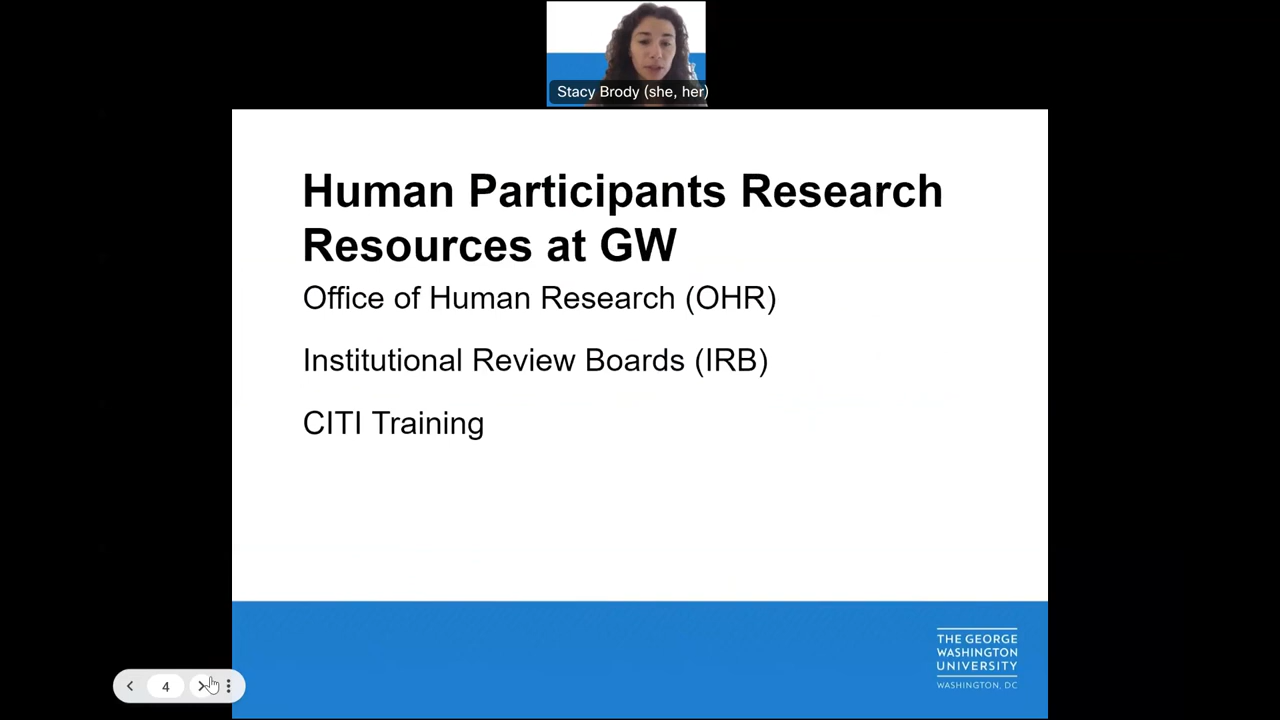 Stacy Brody (she, her)
Human Participants Research
Resources at GW
Office of Human Research (OHR)
Institutional Review Boards (IRB)
CITI Training
THE GEORGE
WASHINGTON
UNIVERSITY
WASHINGTON, DC
4